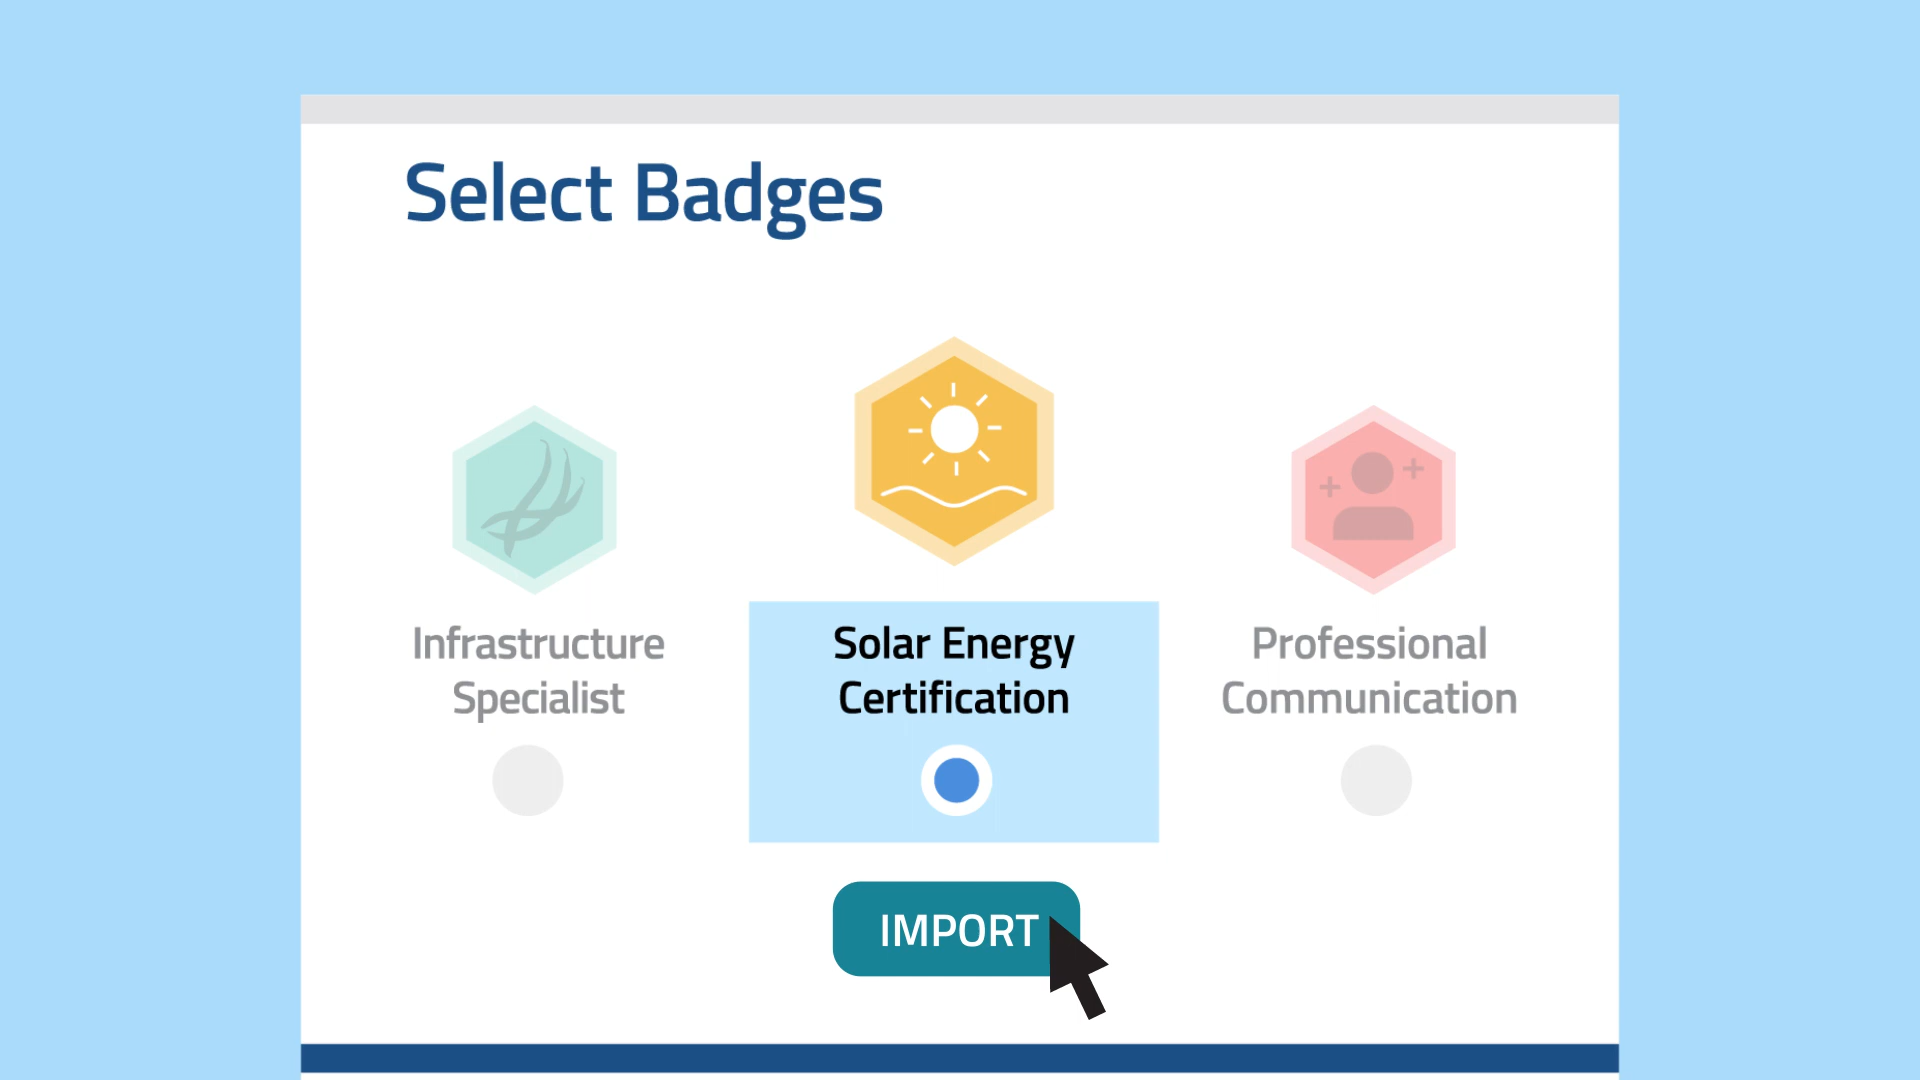 Select Badges
Infrastructure
Specialist
Solar Energy
Certification
Professional
Communication
IMPORT